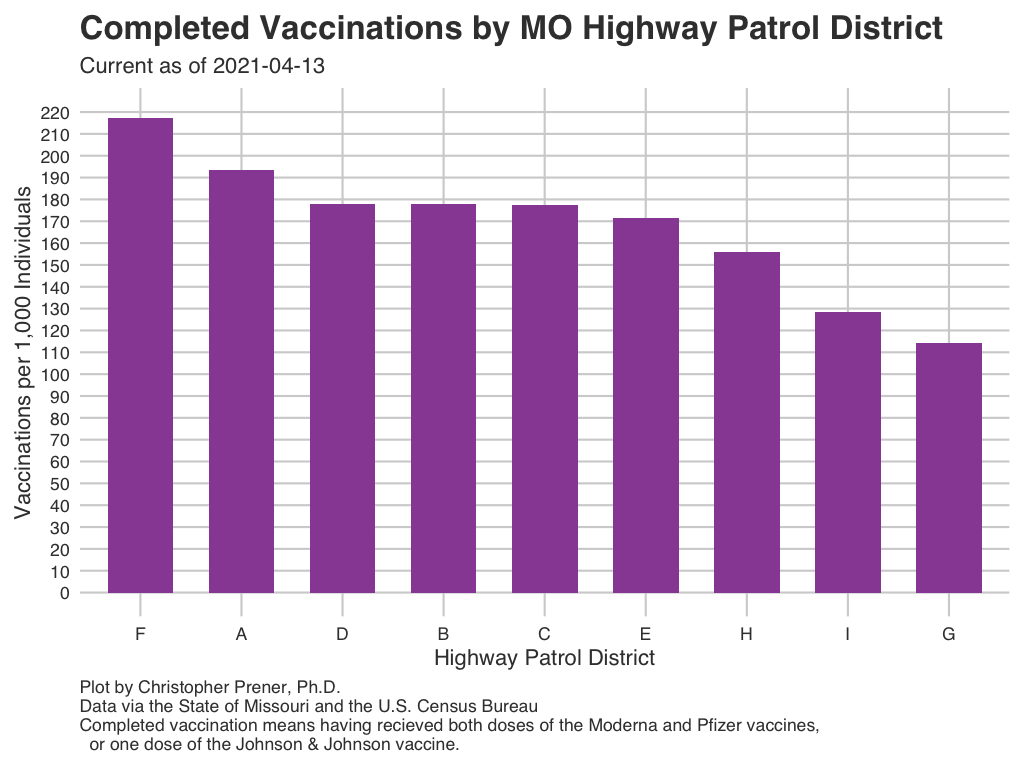 Completed Vaccinations by MO Highway Patrol District
Current as of 2021-04-13
Vaccinations per 1,000 Individuals
220
210
200
190
180
170
160
150
140
130
120
110
100
90
80
70
60
50
40
30
20
10
0
F A D B C E H I G
Highway Patrol District
Plot by Christopher Prener, Ph.D.
Data via the State of Missouri and the U.S. Census Bureau
Completed vaccination means having recieved both doses of the Moderna and Pfizer vaccines,
or one dose of the Johnson & Johnson vaccine.